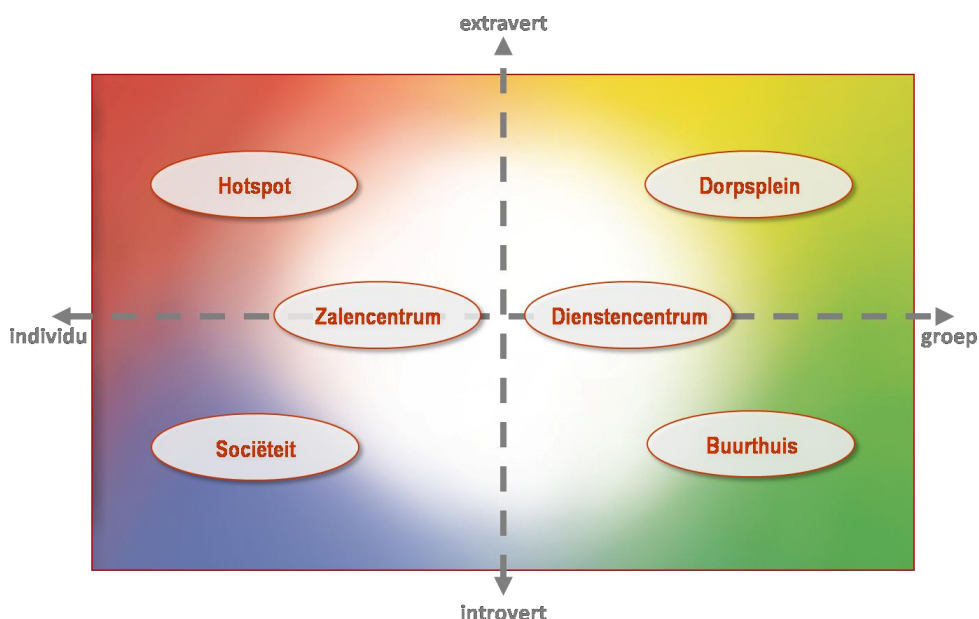 extravert
Hotspot
Dorpsplein
Zalencentrum
Dienstencentrum
individu
groep
Sociëteit
Buurthuis
introvert